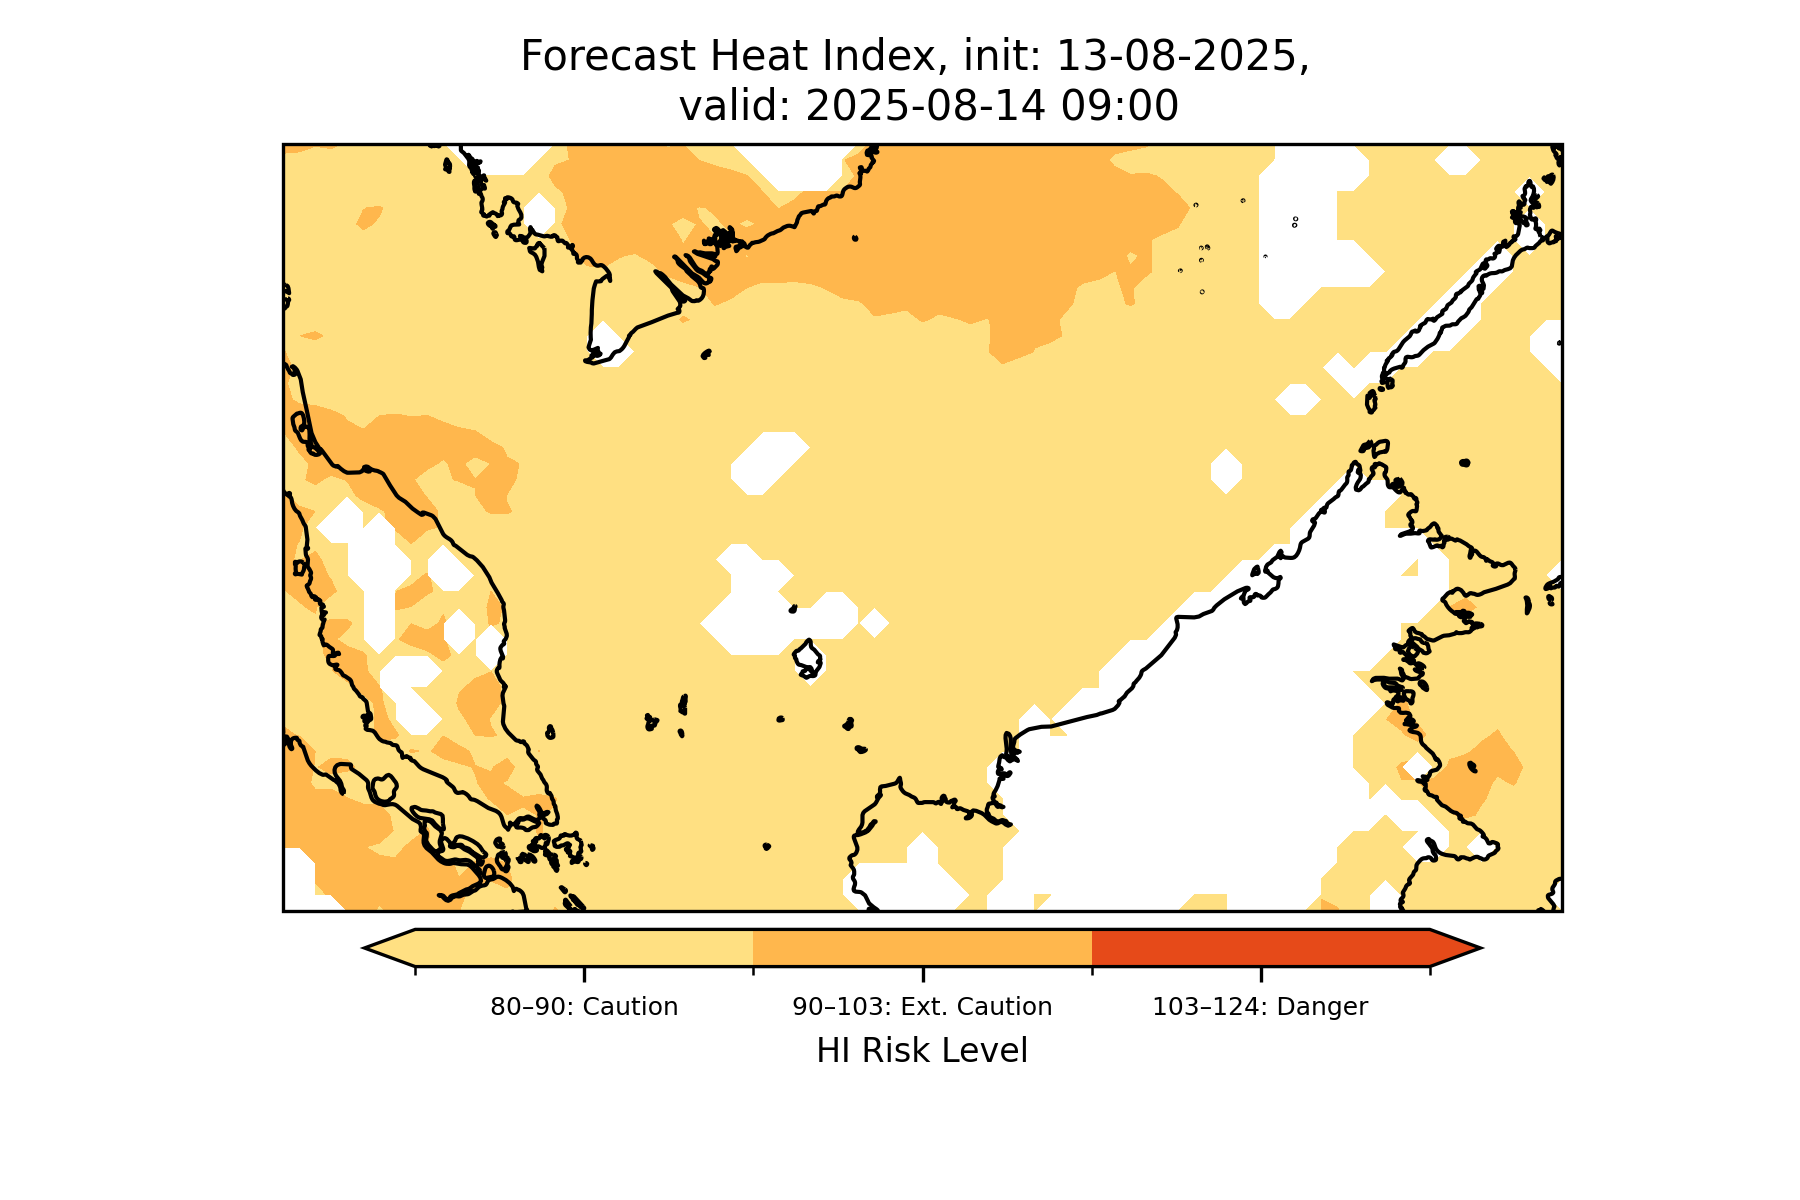 Forecast Heat Index, init: 13-08-2025,
valid: 2025-08-14 09:00
80–90: Caution
90–103: Ext. Caution
103–124: Danger
HI Risk Level